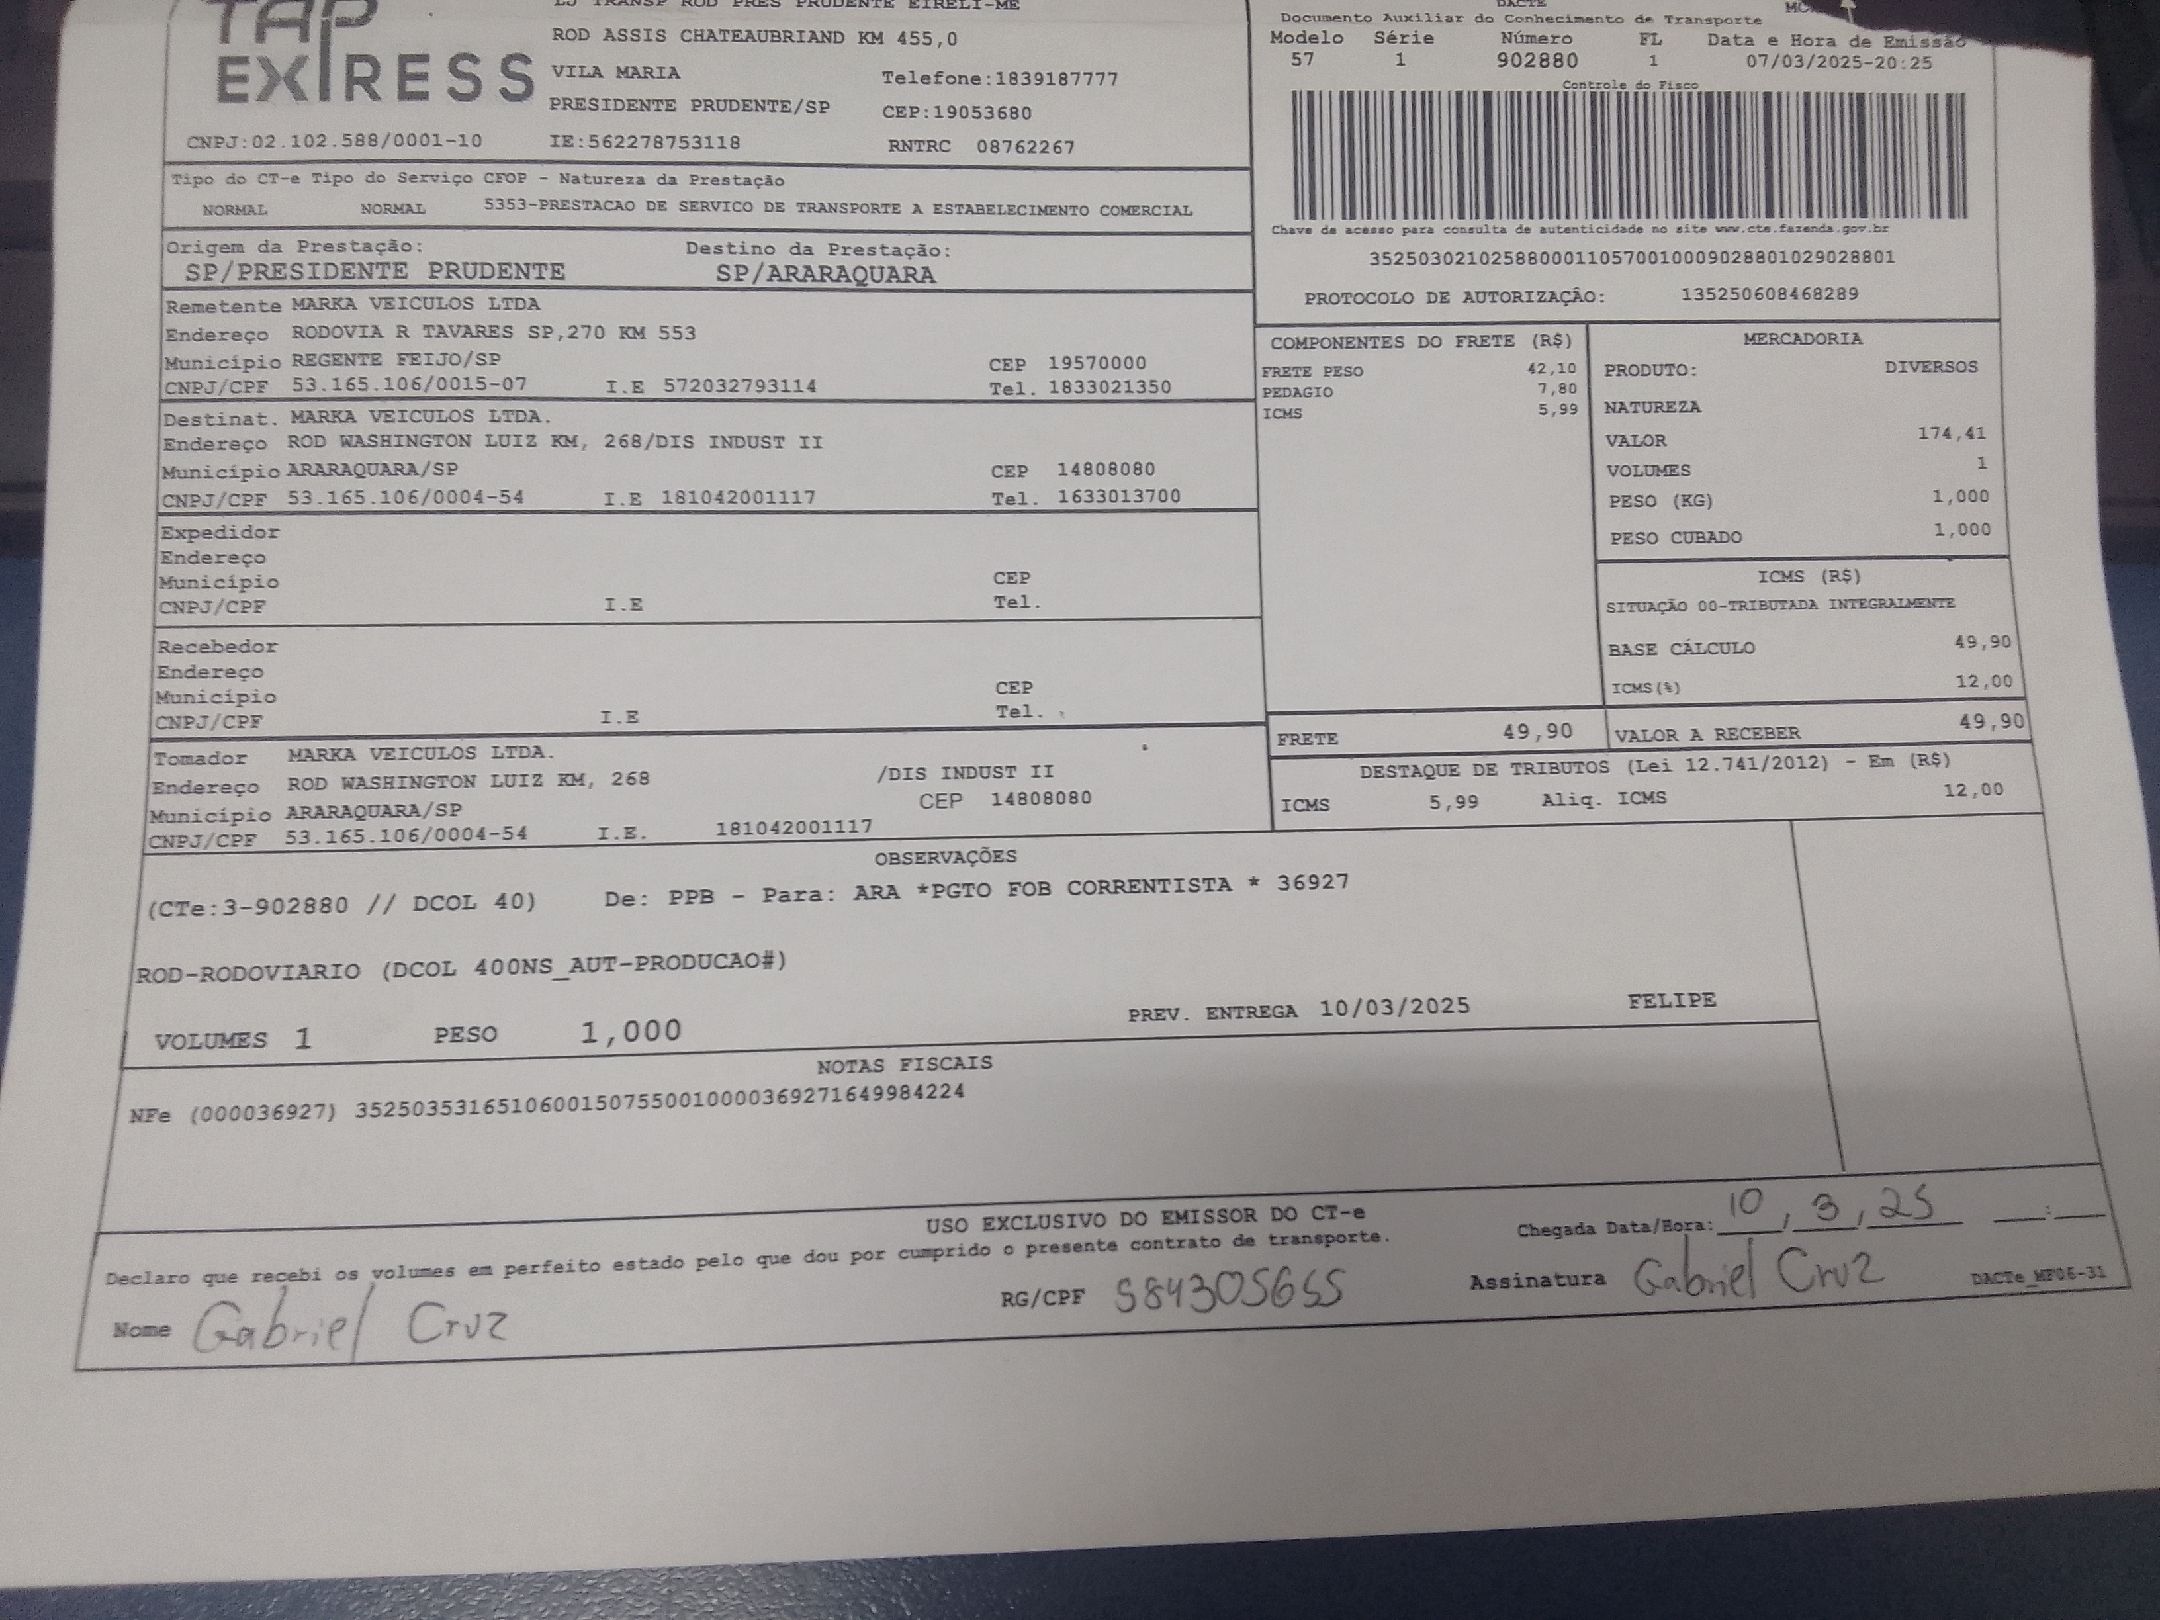 TAP
EXPRESS
LJ TRANSP ROD PRES PRUDENTE EIRELI-ME
ROD ASSIS CHATEAUBRIAND KM 455,0
VILA MARIA Telefone:1839187777
PRESIDENTE PRUDENTE/SP CEP:19053680
CNPJ:02.102.588/0001-10 IE:562278753118 RNTRC 08762267
DACTE
Documento Auxiliar do Conhecimento de Transporte
Modelo Série Número FL Data e Hora de Emissão
57 1 902880 1 07/03/2025-20:25
Controle do Fisco
Chave de acesso para consulta de autenticidade no site www.cte.fazenda.gov.br
35250302102588000110570010009028801029028801
PROTOCOLO DE AUTORIZAÇÃO: 135250608468289
Tipo do CT-e Tipo do Serviço CFOP - Natureza da Prestação
NORMAL NORMAL 5353-PRESTACAO DE SERVICO DE TRANSPORTE A ESTABELECIMENTO COMERCIAL
Origem da Prestação: Destino da Prestação:
SP/PRESIDENTE PRUDENTE SP/ARARAQUARA
Remetente MARKA VEICULOS LTDA
Endereço RODOVIA R TAVARES SP,270 KM 553
Município REGENTE FEIJO/SP CEP 19570000
CNPJ/CPF 53.165.106/0015-07 I.E 572032793114 Tel. 1833021350
Destinat. MARKA VEICULOS LTDA.
Endereço ROD WASHINGTON LUIZ KM, 268/DIS INDUST II
Município ARARAQUARA/SP CEP 14808080
CNPJ/CPF 53.165.106/0004-54 I.E 181042001117 Tel. 1633013700
Expedidor
Endereço
Município CEP
CNPJ/CPF I.E Tel.
Recebedor
Endereço
Município CEP
CNPJ/CPF I.E Tel.
Tomador MARKA VEICULOS LTDA.
Endereço ROD WASHINGTON LUIZ KM, 268 /DIS INDUST II
Município ARARAQUARA/SP CEP 14808080
CNPJ/CPF 53.165.106/0004-54 I.E. 181042001117
COMPONENTES DO FRETE (R$)
FRETE PESO 42,10
PEDAGIO 7,80
ICMS 5,99
MERCADORIA
PRODUTO: DIVERSOS
NATUREZA
VALOR 174,41
VOLUMES 1
PESO (KG) 1,000
PESO CUBADO 1,000
ICMS (R$)
SITUAÇÃO 00-TRIBUTADA INTEGRALMENTE
BASE CÁLCULO 49,90
ICMS(%) 12,00
FRETE 49,90 VALOR A RECEBER 49,90
DESTAQUE DE TRIBUTOS (Lei 12.741/2012) - Em (R$)
ICMS 5,99 Aliq. ICMS 12,00
OBSERVAÇÕES
(CTe:3-902880 // DCOL 40) De: PPB - Para: ARA *PGTO FOB CORRENTISTA * 36927
ROD-RODOVIARIO (DCOL 400NS_AUT-PRODUCAO#)
VOLUMES 1 PESO 1,000 PREV. ENTREGA 10/03/2025 FELIPE
NOTAS FISCAIS
NFe (000036927) 35250353165106001507550010000369271649984224
USO EXCLUSIVO DO EMISSOR DO CT-e
Chegada Data/Hora: 10 / 3 / 25 __:__
Declaro que recebi os volumes em perfeito estado pelo que dou por cumprido o presente contrato de transporte.
Nome Gabriel Cruz RG/CPF 584305655 Assinatura Gabriel Cruz DACTe_MP06-31